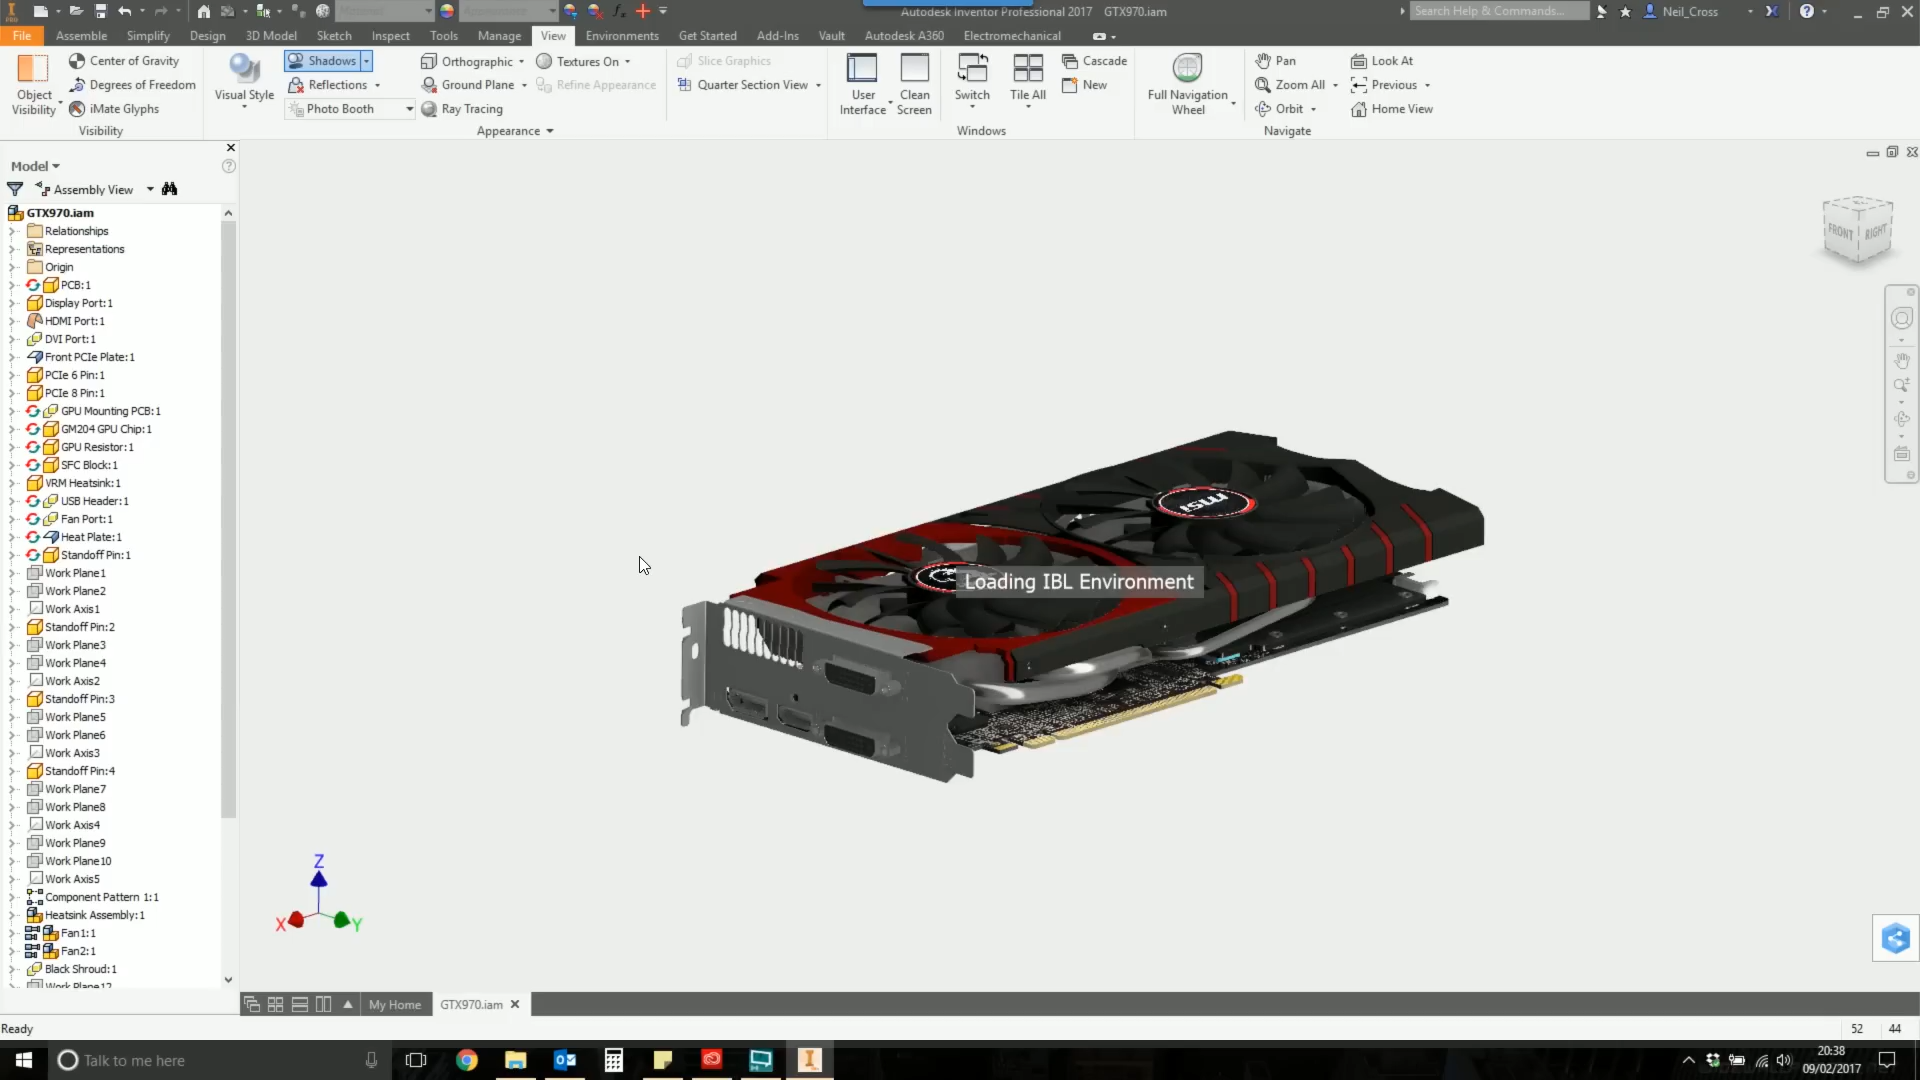 Material
Appearance
Autodesk Inventor Professional 2017 GTX970.iam
Search Help & Commands...
Neil_Cross
File Assemble Simplify Design 3D Model Sketch Inspect Tools Manage View Environments Get Started Add-Ins Vault Autodesk A360 Electromechanical
Object Visibility
Center of Gravity
Degrees of Freedom
iMate Glyphs
Visibility
Visual Style
Shadows
Reflections
Photo Booth
Orthographic
Ground Plane
Ray Tracing
Textures On
Refine Appearance
Appearance
Slice Graphics
Quarter Section View
User Interface
Clean Screen
Switch
Tile All
Cascade
New
Windows
Full Navigation Wheel
Pan
Zoom All
Orbit
Look At
Previous
Home View
Navigate
Model
Assembly View
GTX970.iam
Relationships
Representations
Origin
PCB:1
Display Port:1
HDMI Port:1
DVI Port:1
Front PCIe Plate:1
PCIe 6 Pin:1
PCIe 8 Pin:1
GPU Mounting PCB:1
GM204 GPU Chip:1
GPU Resistor:1
SFC Block:1
VRM Heatsink:1
USB Header:1
Fan Port:1
Heat Plate:1
Standoff Pin:1
Work Plane1
Work Plane2
Work Axis1
Standoff Pin:2
Work Plane3
Work Plane4
Work Axis2
Standoff Pin:3
Work Plane5
Work Plane6
Work Axis3
Standoff Pin:4
Work Plane7
Work Plane8
Work Axis4
Work Plane9
Work Plane10
Work Axis5
Component Pattern 1:1
Heatsink Assembly:1
Fan1:1
Fan2:1
Black Shroud:1
Work Plane12
FRONT RIGHT
msi
Loading IBL Environment
Z
X
Y
My Home GTX970.iam
Ready
52 44
Talk to me here
20:38
09/02/2017